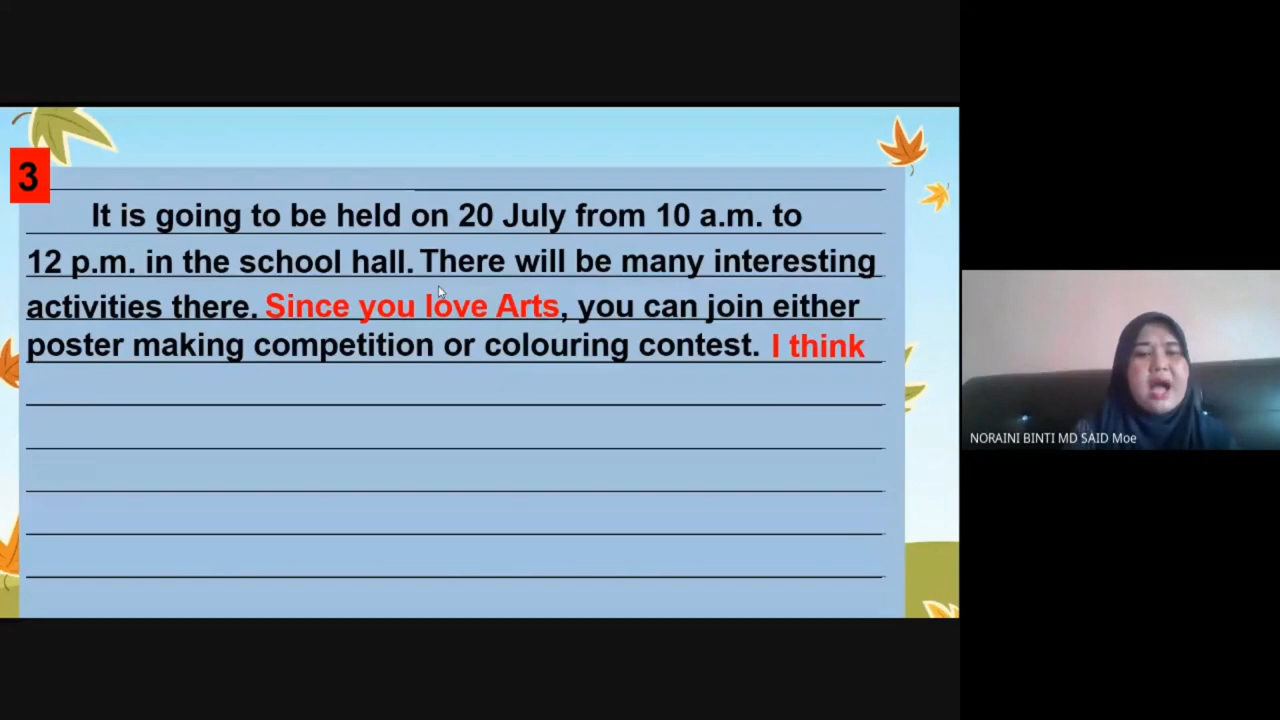 3
It is going to be held on 20 July from 10 a.m. to
12 p.m. in the school hall. There will be many interesting
activities there. Since you love Arts, you can join either
poster making competition or colouring contest. I think
NORAINI BINTI MD SAID Moe